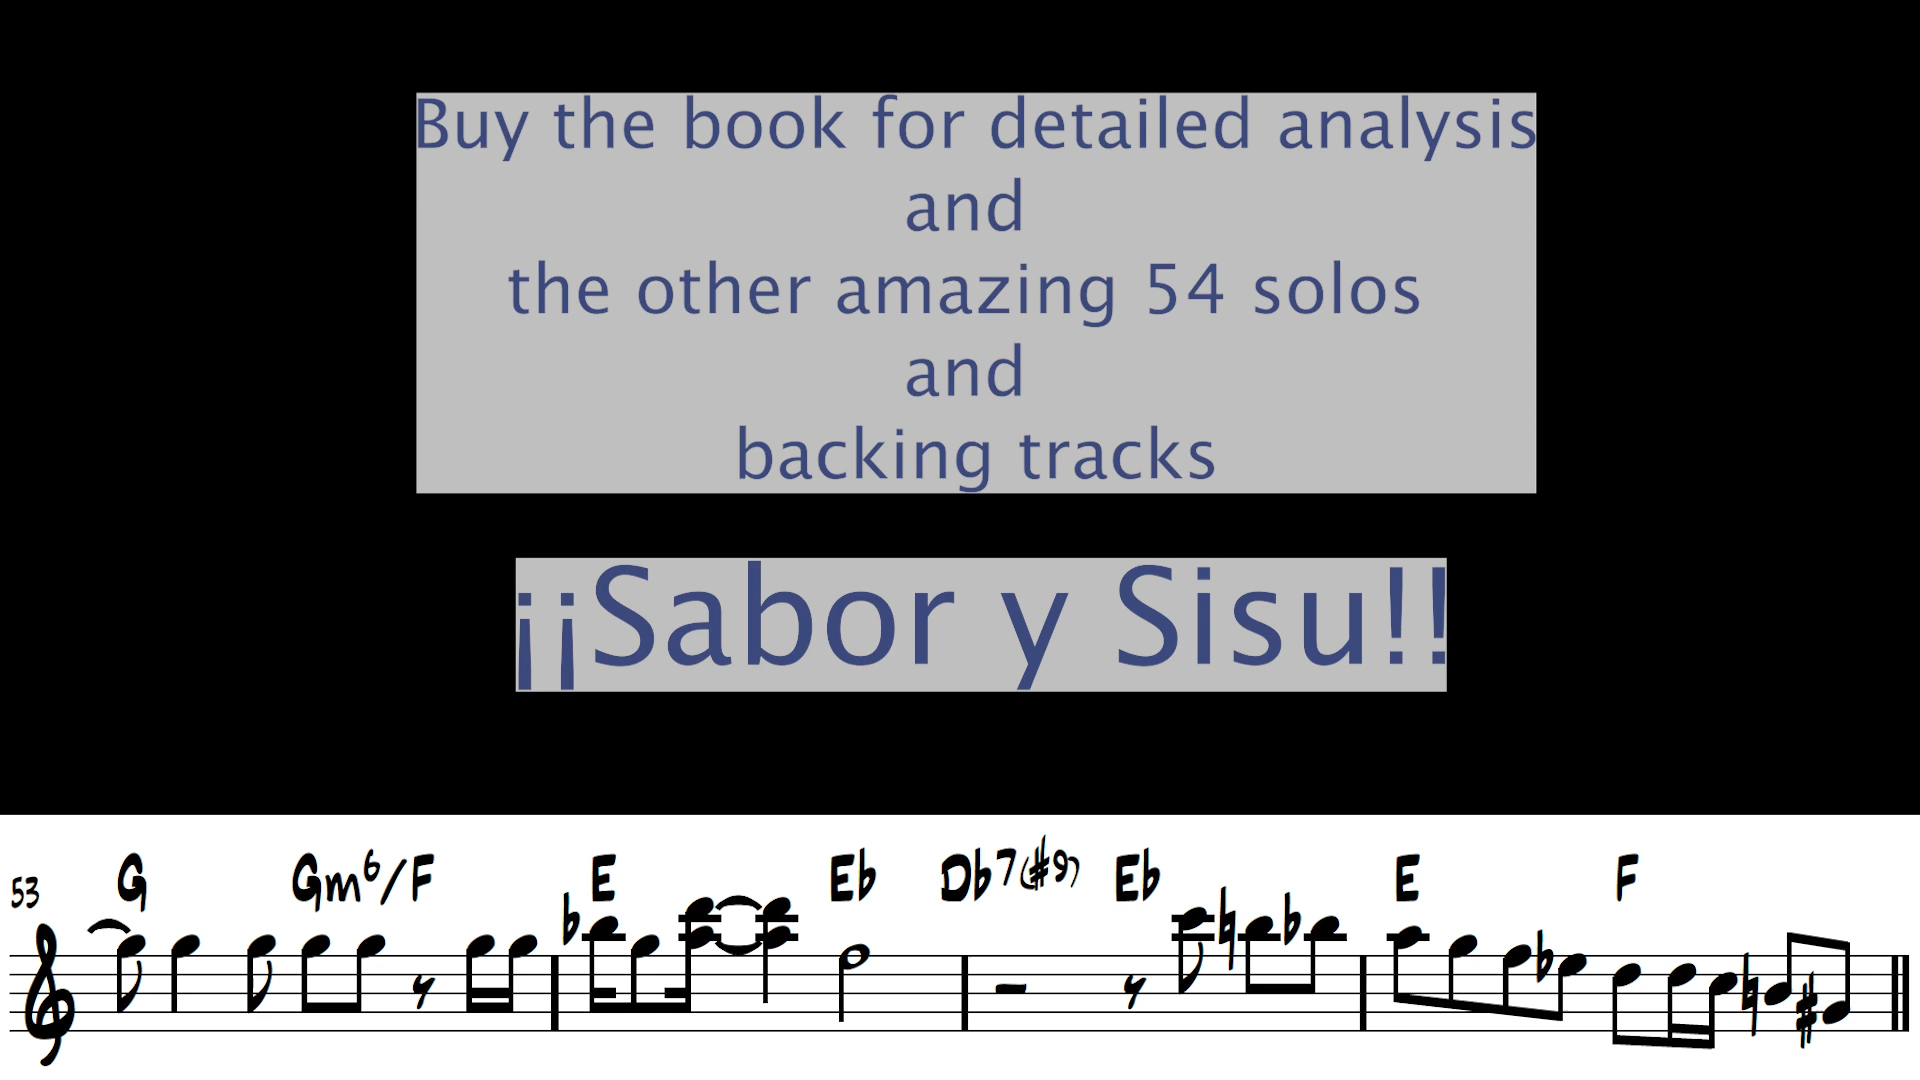 Buy the book for detailed analysis
and
the other amazing 54 solos
and
backing tracks
¡¡Sabor y Sisu!!
53 G Gm6/F E Eb Db7(#9) Eb E F